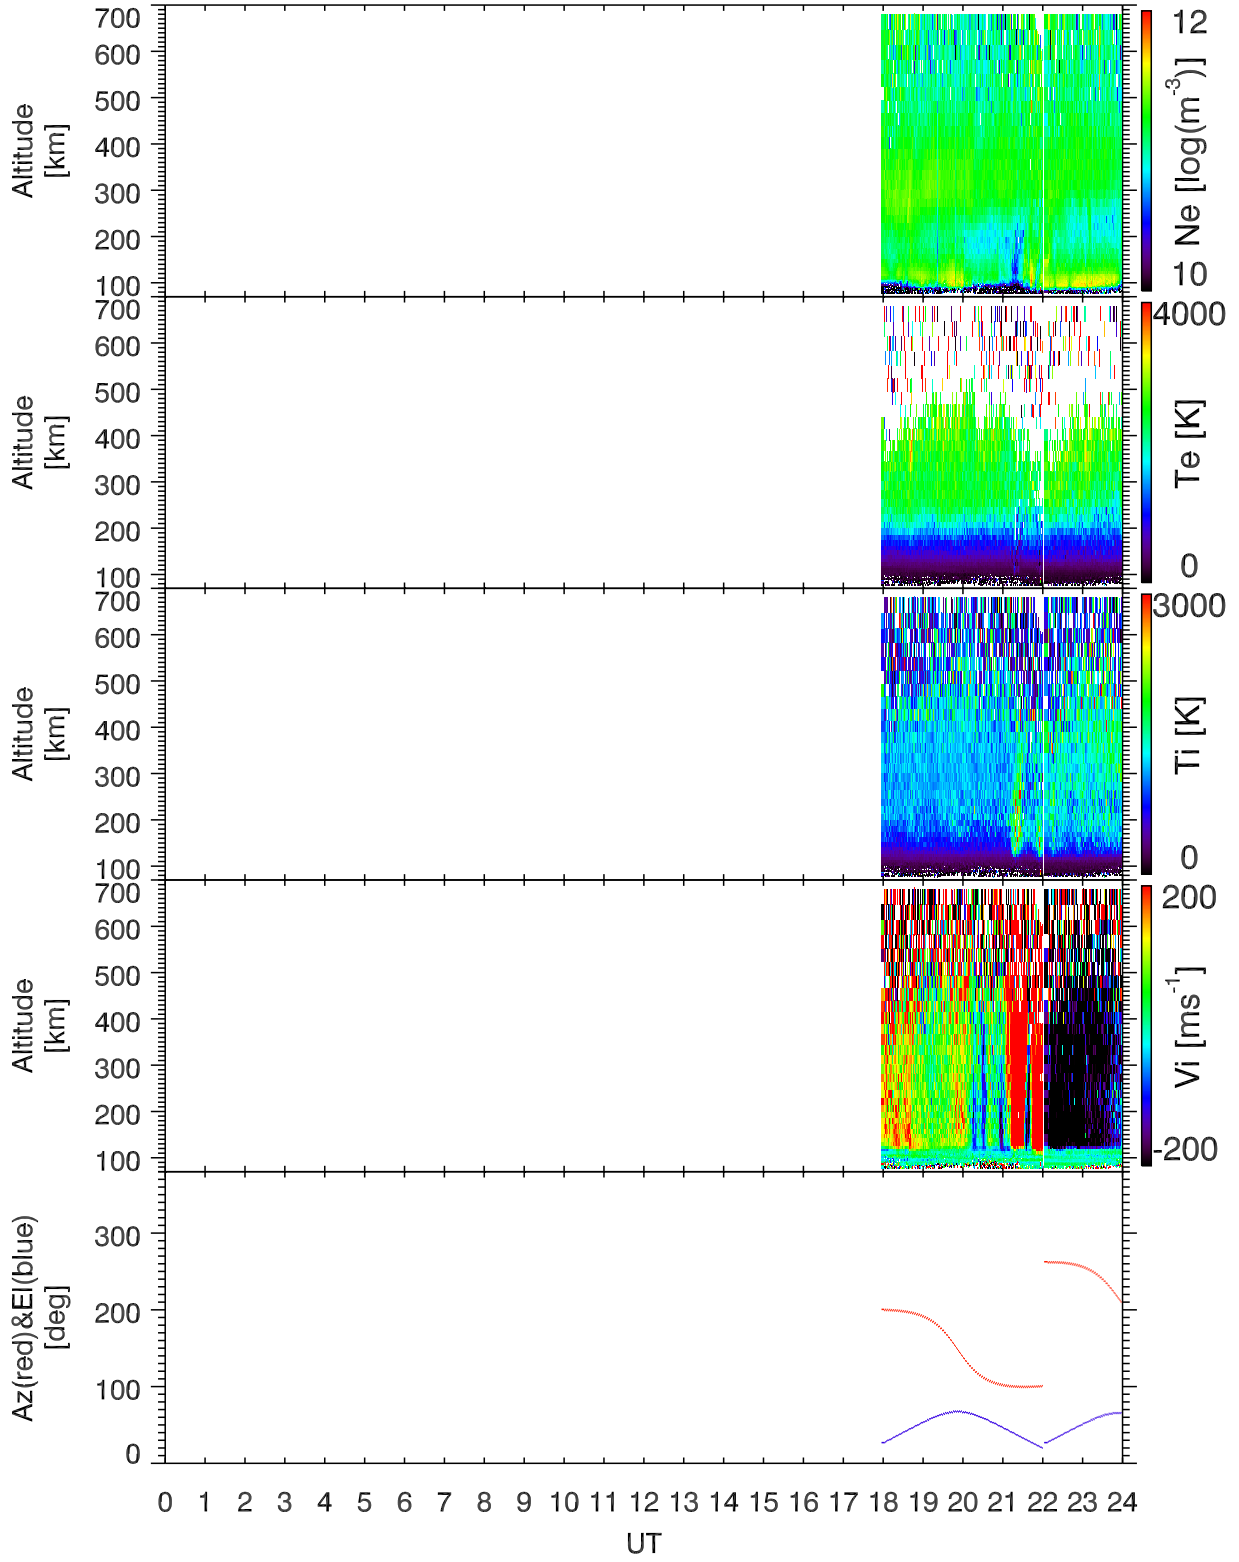 700
600
500
400
300
200
100
Altitude
[km]
12
10
Ne [log(m⁻³)]
700
600
500
400
300
200
100
Altitude
[km]
4000
0
Te [K]
700
600
500
400
300
200
100
Altitude
[km]
3000
0
Ti [K]
700
600
500
400
300
200
100
Altitude
[km]
200
-200
Vi [ms⁻¹]
300
200
100
0
Az(red)&El(blue)
[deg]
0 1 2 3 4 5 6 7 8 9 10 11 12 13 14 15 16 17 18 19 20 21 22 23 24
UT